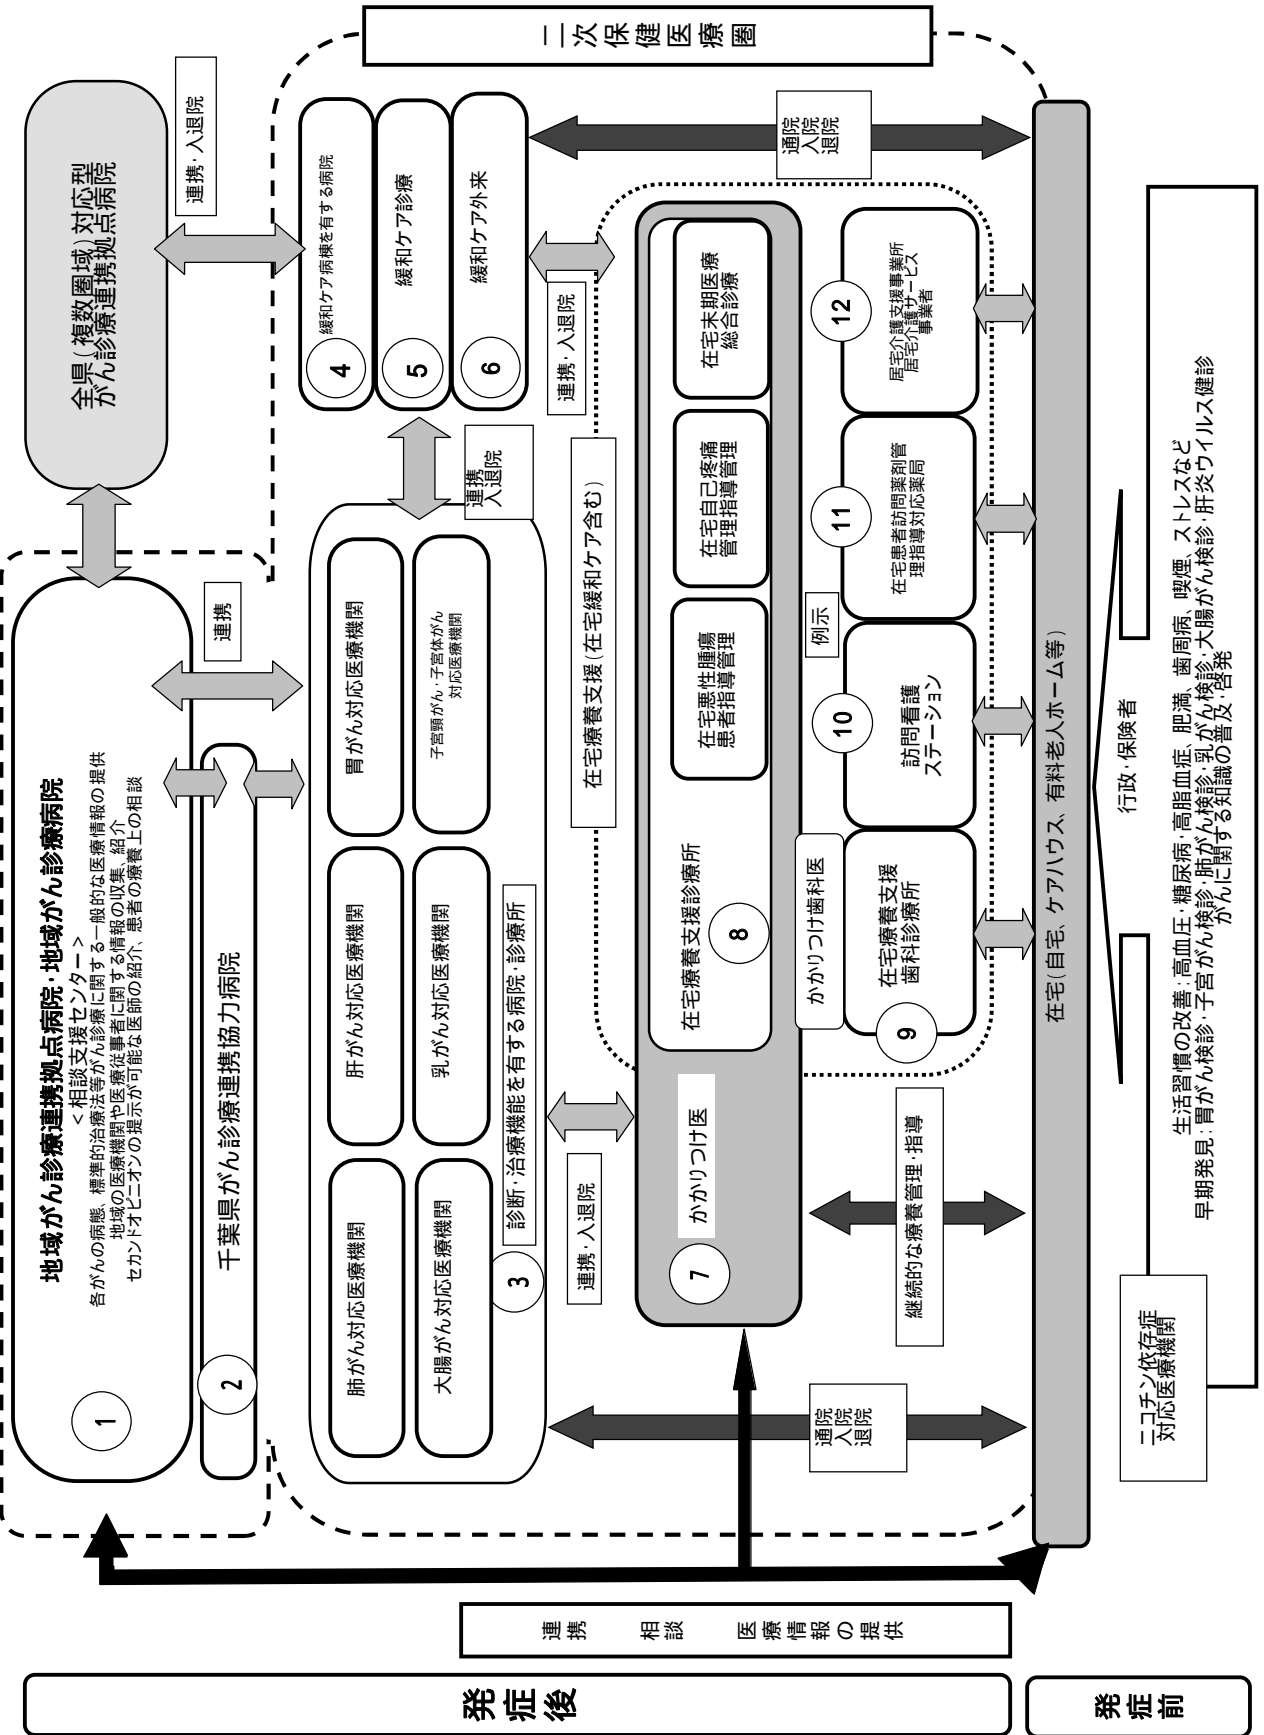 二次保健医療圏
全県(複数圏域)対応型
がん診療連携拠点病院
連携・入退院
地域がん診療連携拠点病院・地域がん診療病院
<相談支援センター>
各がんの病態、標準的治療法等がん診療に関する一般的な医療情報の提供
地域の医療機関や医療従事者に関する情報の収集、紹介
セカンドオピニオンの提示が可能な医師の紹介、患者の療養上の相談
1
千葉県がん診療連携協力病院
2
連携
緩和ケア病棟を有する病院
4
緩和ケア診療
5
緩和ケア外来
6
連携
入退院
胃がん対応医療機関
子宮頸がん・子宮体がん
対応医療機関
肝がん対応医療機関
乳がん対応医療機関
肺がん対応医療機関
大腸がん対応医療機関
診断・治療機能を有する病院・診療所
3
連携・入退院
連携・入退院
通院
入院
退院
在宅療養支援(在宅緩和ケア含む)
在宅末期医療
総合診療
在宅自己疼痛
管理指導管理
在宅悪性腫瘍
患者指導管理
在宅療養支援診療所
8
かかりつけ医
7
例示
かかりつけ歯科医
12
居宅介護支援事業所
居宅介護サービス
事業者
11
在宅患者訪問薬剤管
理指導対応薬局
10
訪問看護
ステーション
在宅療養支援
歯科診療所
9
継続的な療養管理・指導
通院
入院
退院
在宅(自宅、ケアハウス、有料老人ホーム等)
行政・保険者
生活習慣の改善:高血圧・糖尿病・高脂血症、肥満、歯周病、喫煙、ストレスなど
早期発見:胃がん検診・子宮がん検診・肺がん検診・乳がん検診・大腸がん検診・肝炎ウイルス健診
がんに関する知識の普及・啓発
ニコチン依存症
対応医療機関
連携 相談 医療情報の提供
発症後
発症前